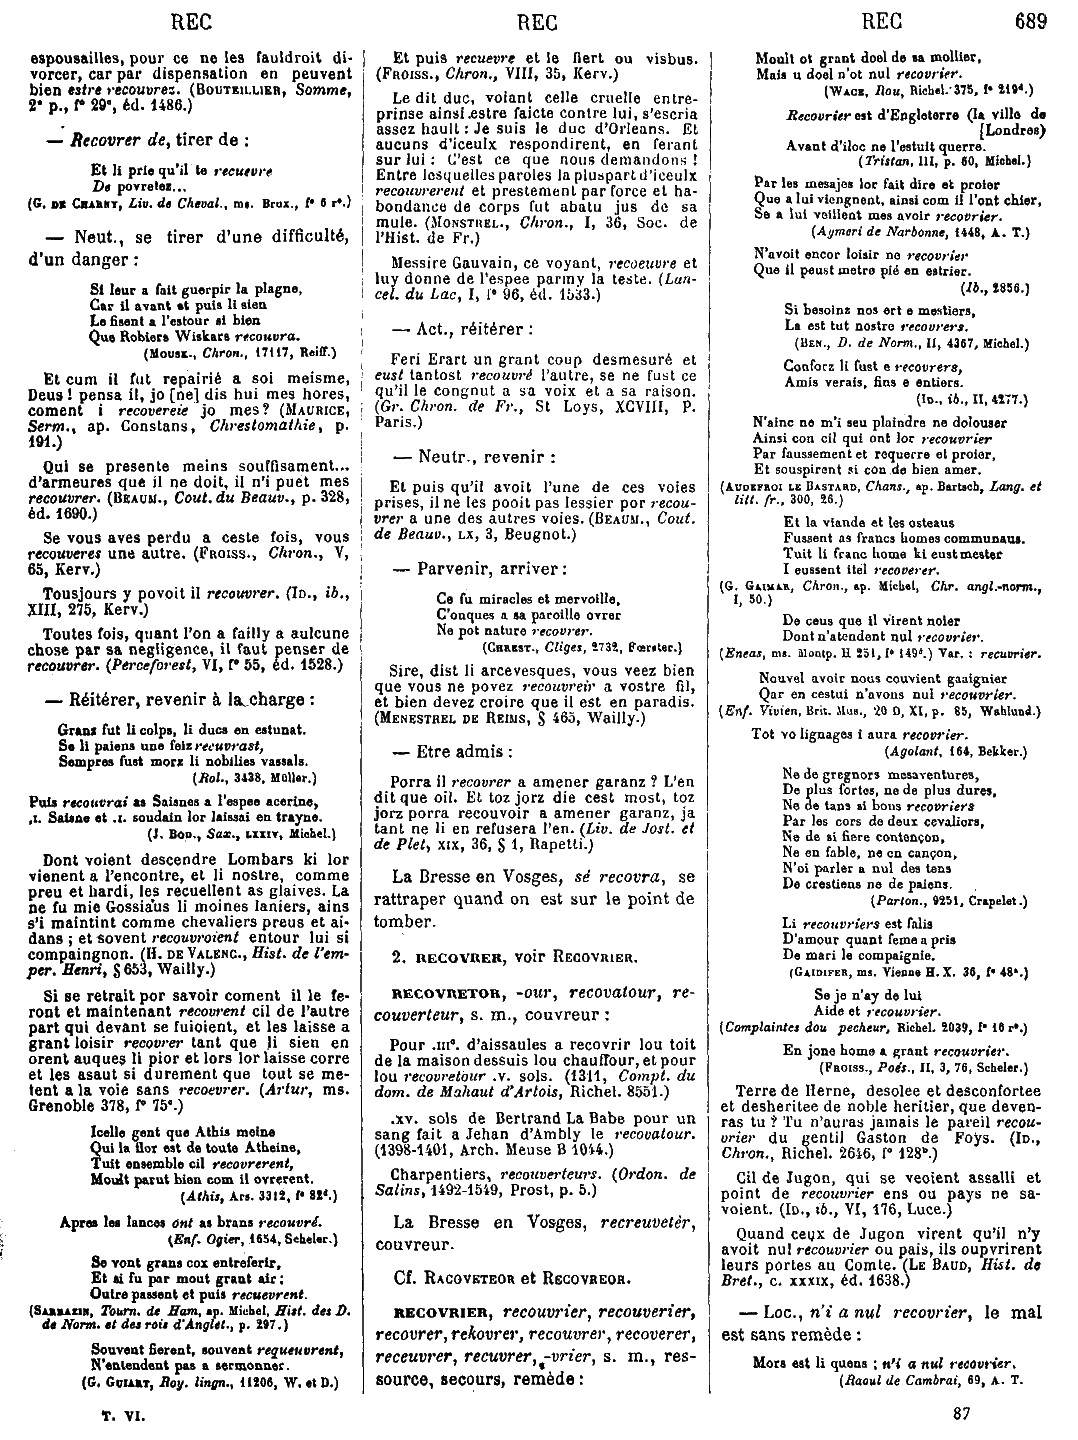 REC
REC
REC 689
espousailles, pour ce ne les fauldroit di-
vorcer, car par dispensation en peuvent
bien estre recouvrez. (BOUTEILLIER, Somme,
2ᵉ p., fº 29ᶜ, éd. 1486.)
— Recovrer de, tirer de :
Et li prie qu'il te recuevre
De povretez...
(G. DE CHARNY, Liv. de Cheval., ms. Brux., fº 6 rº.)
— Neut., se tirer d'une difficulté,
d'un danger :
Si leur a fait guerpir la plagne,
Car il avant et puis li sien
Le fisent a l'estour si bien
Que Robiers Wiskars recouvra.
(MOUSK., Chron., 17117, Reiff.)
Et cum il fut repairié a soi meisme,
Deus ! pensa il, jo [ne] dis hui mes hores,
coment i recovereie jo mes ? (MAURICE,
Serm., ap. Constans, Chrestomathie, p.
191.)
Qui se presente meins souffisament...
d'armeures que il ne doit, il n'i puet mes
recouvrer. (BEAUM., Cout. du Beauv., p. 328,
éd. 1690.)
Se vous aves perdu a ceste fois, vous
recouveres une autre. (FROISS., Chron., V,
65, Kerv.)
Tousjours y povoit il recouvrer. (ID., ib.,
XIII, 275, Kerv.)
Toutes fois, quant l'on a failly a aulcune
chose par sa negligence, il faut penser de
recouvrer. (Perceforest, VI, fº 55, éd. 1528.)
— Réitérer, revenir à la charge :
Granz fut li colps, li ducs en estunat.
Se li paiens une feiz recuvrast,
Sempres fust morz li nobilies vassals.
(Rol., 3438, Müller.)
Puis recouvrai as Saisnes a l'espee acerine,
.I. Saisne et .I. soudain lor laissai en trayne.
(J. BOD., Sax., LXXIV, Michel.)
Dont voient descendre Lombars ki lor
vienent a l'encontre, et li nostre, comme
preu et hardi, les recuellent as glaives. La
ne fu mie Gossiaus li moines laniers, ains
s'i maintint comme chevaliers preus et ai-
dans ; et sovent recouvroient entour lui si
compaingnon. (H. DE VALENC., Hist. de l'em-
per. Henri, § 653, Wailly.)
Si se retrait por savoir coment il le fe-
ront et maintenant recovrent cil de l'autre
part qui devant se fuioient, et les laisse a
grant loisir recovrer tant que li sien en
orent auques li pior et lors lor laisse corre
et les asaut si durement que tout se me-
tent a la voie sans recoevrer. (Artur, ms.
Grenoble 378, fº 75ᶜ.)
Icelle gent que Athis meine
Qui la flor est de toute Atheine,
Tuit ensemble cil recovrerent,
Moult parut bien com il ovrerent.
(Athis, Ars. 3312, fº 82ᵈ.)
Apres les lances ont as brans recouvré.
(Enf. Ogier, 1654, Scheler.)
Se vont grans cox entreferir,
Et si fu par mout grant air ;
Outre passent et puis recuevrent.
(SARRAZIN, Tourn. de Ham, ap. Michel, Hist. des D.
de Norm. et des rois d'Anglet., p. 297.)
Souvent fierent, souvent requeuvrent,
N'entendent pas a sermonner.
(G. GUIART, Roy. lingn., 11206, W. et D.)
T. VI.
Et puis recuevre et le fiert ou visbus.
(FROISS., Chron., VIII, 35, Kerv.)
Le dit duc, voiant celle cruelle entre-
prinse ainsi estre faicte contre lui, s'escria
assez hault : Je suis le duc d'Orleans. Et
aucuns d'iceulx respondirent, en ferant
sur lui : C'est ce que nous demandons !
Entre lesquelles paroles la pluspart d'iceulx
recouvrerent et prestement par force et ha-
bondance de corps fut abatu jus de sa
mule. (MONSTREL., Chron., I, 36, Soc. de
l'Hist. de Fr.)
Messire Gauvain, ce voyant, recoeuvre et
luy donne de l'espee parmy la teste. (Lan-
cel. du Lac, I, fº 96, éd. 1533.)
— Act., réitérer :
Feri Erart un grant coup desmesuré et
eust tantost recouvré l'autre, se ne fust ce
qu'il le congnut a sa voix et a sa raison.
(Gr. Chron. de Fr., St Loys, XCVIII, P.
Paris.)
— Neutr., revenir :
Et puis qu'il avoit l'une de ces voies
prises, il ne les pooit pas lessier por recou-
vrer a une des autres voies. (BEAUM., Cout.
de Beauv., LX, 3, Beugnot.)
— Parvenir, arriver :
Ce fu miracles et mervoille,
C'onques a sa paroille ovrer
Ne pot nature recovrer.
(CHREST., Cliges, 2732, Fœrster.)
Sire, dist li arcevesques, vous veez bien
que vous ne povez recouvreir a vostre fil,
et bien devez croire que il est en paradis.
(MENESTREL DE REIMS, § 465, Wailly.)
— Etre admis :
Porra il recovrer a amener garanz ? L'en
dit que oil. Et toz jorz die cest most, toz
jorz porra recouvoir a amener garanz, ja
tant ne li en refusera l'en. (Liv. de Jost. et
de Plet, XIX, 36, § 1, Rapetti.)
La Bresse en Vosges, sé recovra, se
rattraper quand on est sur le point de
tomber.
2. RECOVRER, voir RECOVRIER.
RECOVRETOR, -our, recovatour, re-
couverteur, s. m., couvreur :
Pour .IIIᶜ. d'aissaules a reçovrir lou toit
de la maison dessuis lou chauffour, et pour
lou recovretour .v. sols. (1311, Compt. du
dom. de Mahaut d'Artois, Richel. 8551.)
.XV. sols de Bertrand La Babe pour un
sang fait a Jehan d'Ambly le recovatour.
(1398-1401, Arch. Meuse B 1044.)
Charpentiers, recouverteurs. (Ordon. de
Salins, 1492-1549, Prost, p. 5.)
La Bresse en Vosges, recreuvetèr,
couvreur.
Cf. RACOVETEOR et RECOVREOR.
RECOVRIER, recouvrier, recouverier,
recovrer, rekovrer, recouvrer, recoverer,
receuvrer, recuvrer, -vrier, s. m., res-
source, secours, remède :
Moult ot grant doel de sa mollier,
Mais u doel n'ot nul recovrier.
(WACE, Rou, Richel. 375, fº 219ᵈ.)
Recovrier est d'Engleterre (la ville de
[Londres)
Avant d'iloc ne l'estuit querre.
(Tristan, III, p. 60, Michel.)
Par les mesajes lor fait dire et proier
Que a lui viengnent, ainsi com il l'ont chier,
Se a lui veillent mes avoir recovrier.
(Aymeri de Narbonne, 1448, A. T.)
N'avoit encor loisir ne recovrier
Que il peust metre pié en estrier.
(Ib., 2856.)
Si besoinz nos ert e mestiers,
La est tut nostre recovrers.
(BEN., D. de Norm., II, 4367, Michel.)
Conforz li fust e recovrers,
Amis verais, fins e entiers.
(ID., ib., II, 4277.)
N'ainc ne m'i seu plaindre ne dolouser
Ainsi con cil qui ont lor recouvrier
Par faussement et requerre et proier,
Et souspirent si con de bien amer.
(AUDEFROI LE BASTARD, Chans., ap. Bartsch, Lang. et
litt. fr., 300, 26.)
Et la viande et les osteaus
Fussent as francs homes communaus.
Tuit li franc home ki eust mester
I eussent itel recoverer.
(G. GAIMAR, Chron., ap. Michel, Chr. angl.-norm.,
I, 50.)
De ceus que il virent noier
Dont n'atendent nul recovrier.
(Eneas, ms. Montp. H 251, fº 149ᵈ.) Var. : recuvrier.
Nouvel avoir nous couvient gaaignier
Qar en cestui n'avons nul recouvrier.
(Enf. Vivien, Brit. Mus., 20 D, XI, p. 85, Wahlund.)
Tot vo lignages i aura recovrier.
(Agolant, 164, Bekker.)
Ne de gregnors mesaventures,
De plus fortes, ne de plus dures,
Ne de tans si bons recovriers
Par les cors de deux cevaliers,
Ne de si fiere contençon,
Ne en fable, ne en cançon,
N'oi parler a nul des tens
De crestiens ne de paiens.
(Parton., 9251, Crapelet.)
Li recouvriers est falis
D'amour quant feme a pris
De mari le compaignie.
(GAIDIFER, ms. Vienne H. X. 36, fº 48ᵃ.)
Se je n'ay de lui
Aide et recouvrier.
(Complaintes dou pecheur, Richel. 2039, fº 16 rº.)
En jone home a grant recouvrier.
(FROISS., Poés., II, 3, 76, Scheler.)
Terre de Herne, desolee et desconfortee
et desheritee de noble heritier, que deven-
ras tu ? Tu n'auras jamais le pareil recou-
vrier du gentil Gaston de Foys. (ID.,
Chron., Richel. 2646, fº 128ᵇ.)
Cil de Jugon, qui se veoient assalli et
point de recouvrier ens ou pays ne sa-
voient. (ID., ib., VI, 176, Luce.)
Quand ceux de Jugon virent qu'il n'y
avoit nul recouvrier ou pais, ils oupvrirent
leurs portes au Comte. (LE BAUD, Hist. de
Bret., c. XXXIX, éd. 1638.)
— Loc., n'i a nul recovrier, le mal
est sans remède :
Mors est li quens ; n'i a nul recovrier.
(Raoul de Cambrai, 69, A. T.
87